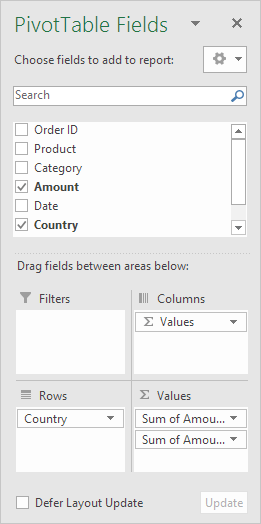 PivotTable Fields
Choose fields to add to report:
Search
Order ID
Product
Category
Amount
Date
Country
Drag fields between areas below:
Filters
Columns
Σ Values
Rows
Σ Values
Country
Sum of Amou...
Sum of Amou...
Defer Layout Update
Update